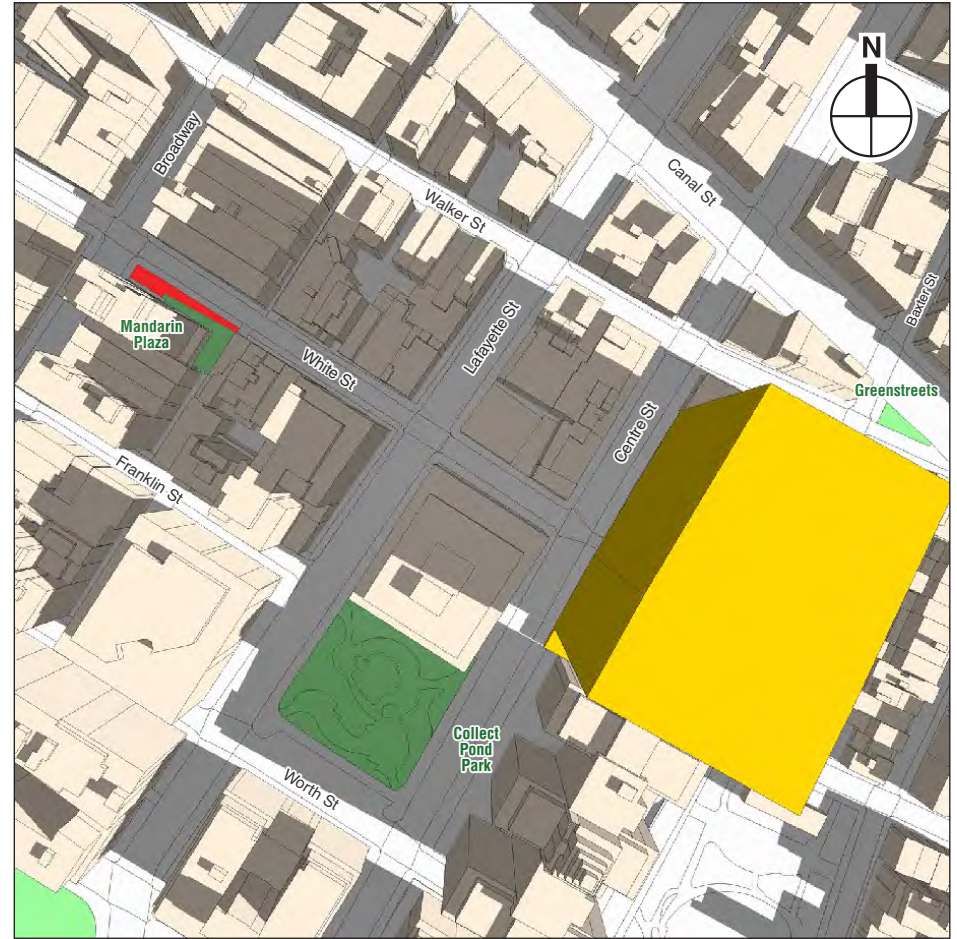 N
Broadway
Canal St
Walker St
Baxter St
Lafayette St
Mandarin
Plaza
White St
Greenstreets
Centre St
Franklin St
Collect
Pond
Park
Worth St